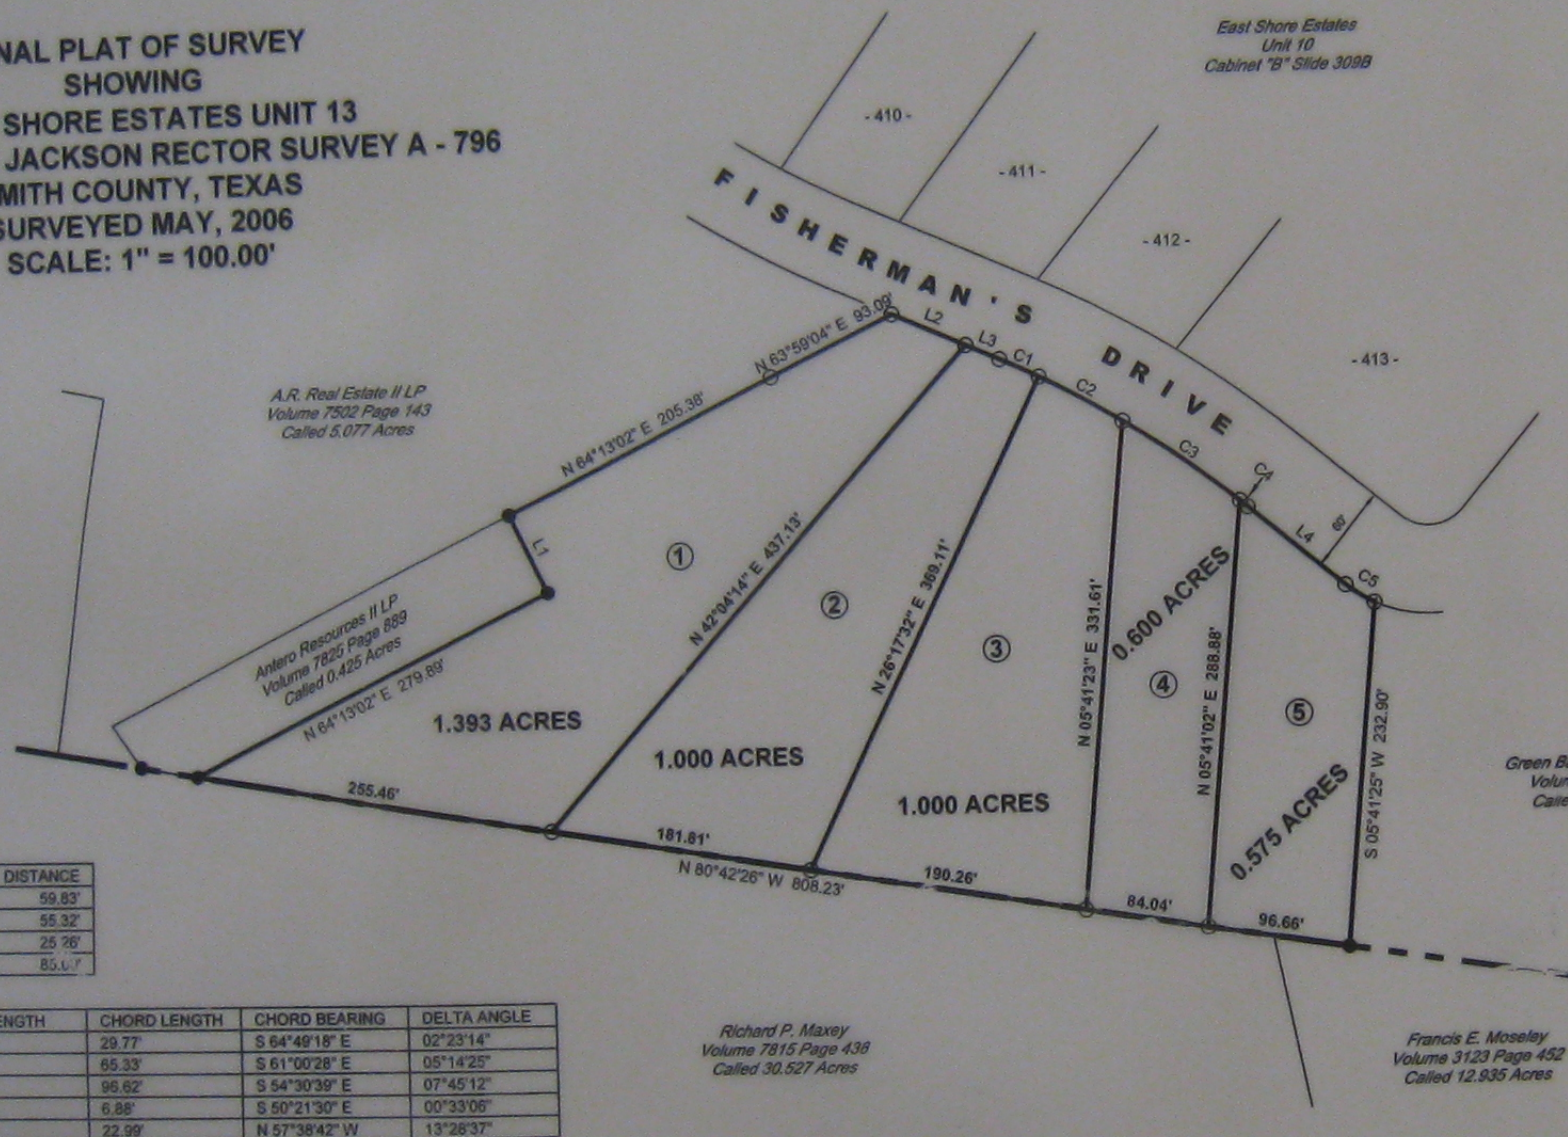 NAL PLAT OF SURVEY
SHOWING
SHORE ESTATES UNIT 13
JACKSON RECTOR SURVEY A - 796
MITH COUNTY, TEXAS
SURVEYED MAY, 2006
SCALE: 1" = 100.00'
East Shore Estates
Unit 10
Cabinet "B" Slide 309B
- 410 -
- 411 -
- 412 -
- 413 -
FISHERMAN'S DRIVE
N 63°59'04" E 93.08'
L2
L3
C1
C2
C3
C4
L4
60'
C5
A.R. Real Estate II LP
Volume 7502 Page 143
Called 5.077 Acres
N 64°13'02" E 205.38'
L1
Antero Resources II LP
Volume 7825 Page 889
Called 0.425 Acres
N 64°13'02" E 279.89'
1
1.393 ACRES
N 42°04'14" E 437.13'
2
1.000 ACRES
N 26°17'32" E 369.11'
3
1.000 ACRES
N 05°41'23" E 331.61'
0.600 ACRES
4
N 05°41'02" E 288.88'
5
0.575 ACRES
S 05°41'25" W 232.90'
255.46'
181.81'
N 80°42'26" W 808.23'
190.26'
84.04'
96.66'
Green B
Volu
Calle
DISTANCE
59.83'
55.32'
25.26'
ENGTH CHORD LENGTH CHORD BEARING DELTA ANGLE
29.77' S 64°49'18" E 02°23'14"
65.33' S 61°00'28" E 05°14'25"
96.62' S 54°30'39" E 07°45'12"
6.88' S 50°21'30" E 00°33'06"
22.99' N 57°38'42" W 13°28'37"
Richard P. Maxey
Volume 7815 Page 436
Called 30.527 Acres
Francis E. Moseley
Volume 3123 Page 452
Called 12.935 Acres